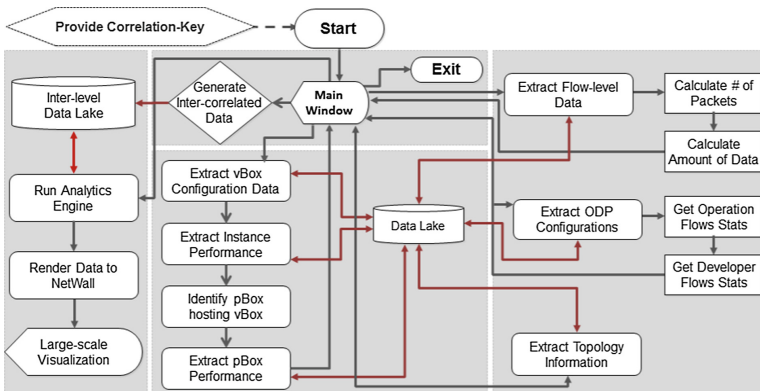 Provide Correlation-Key
Start
Exit
Main
Window
Generate
Inter-correlated
Data
Inter-level
Data Lake
Run Analytics
Engine
Render Data to
NetWall
Large-scale
Visualization
Extract vBox
Configuration Data
Extract Instance
Performance
Identify pBox
hosting vBox
Extract pBox
Performance
Data Lake
Extract Flow-level
Data
Calculate # of
Packets
Calculate
Amount of Data
Extract ODP
Configurations
Get Operation
Flows Stats
Get Developer
Flows Stats
Extract Topology
Information